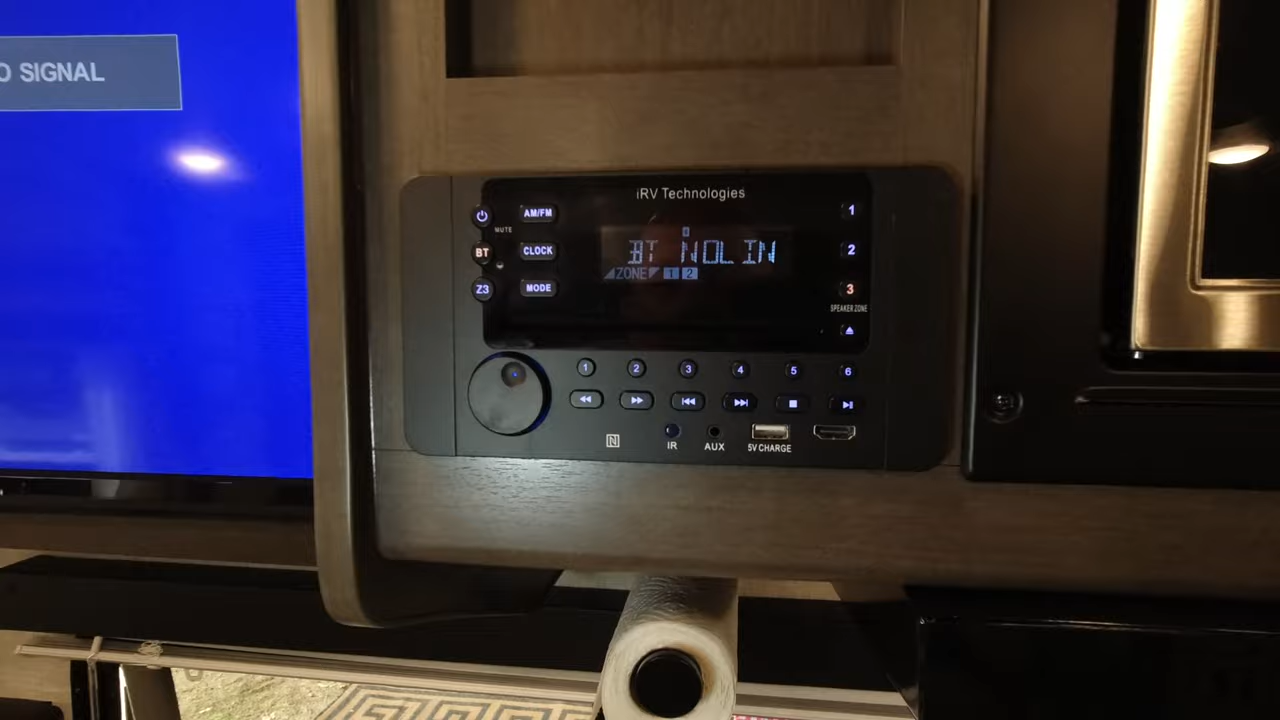 O SIGNAL
iRV Technologies
AM/FM
1
MUTE
BT
CLOCK
BT NOLIN
2
ZONE 1 2
Z3
MODE
3
SPEAKER ZONE
1 2 3 4 5 6
IR
AUX
5V CHARGE